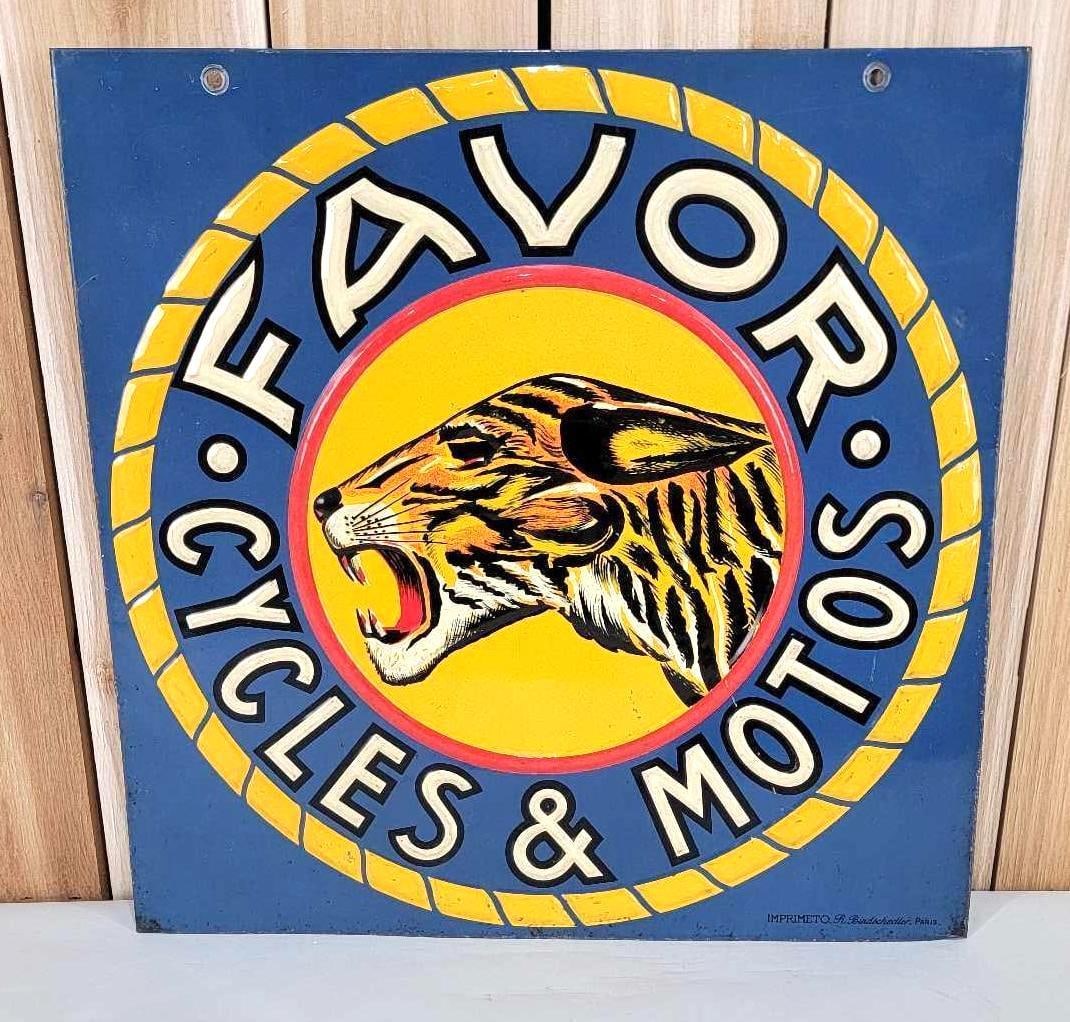 FAVOR
· CYCLES & MOTOS ·
IMPRIMETO. R. Bindschedler. PARIS.